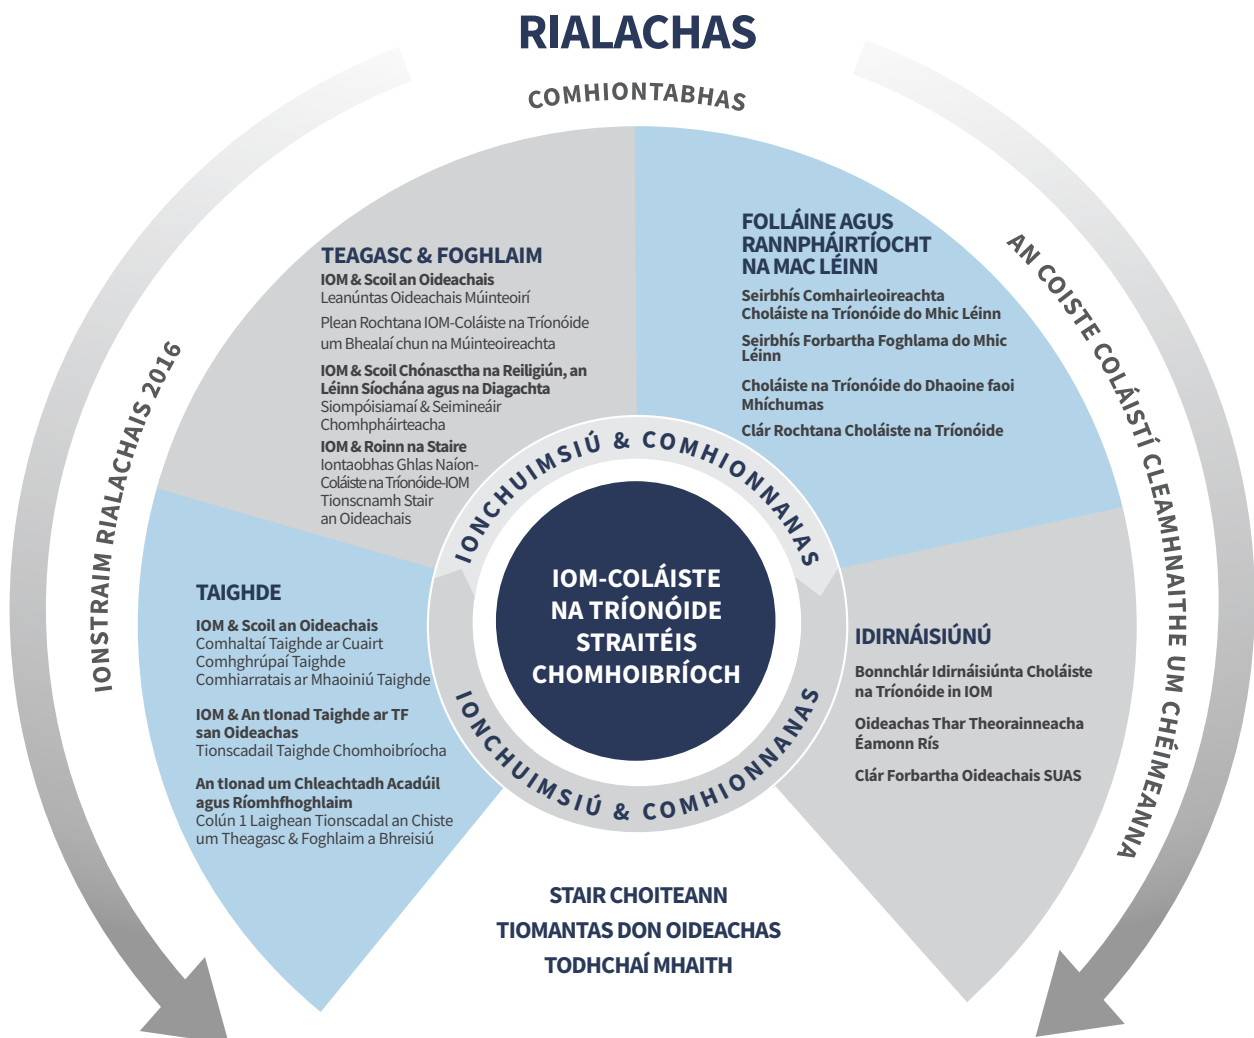 RIALACHAS
COMHIONTABHAS
IONSTRAIM RIALACHAIS 2016
AN COISTE COLÁISTÍ CLEAMHNAITHE UM CHÉIMEANNA
TEAGASC & FOGHLAIM
IOM & Scoil an Oideachais
Leanúntas Oideachais Múinteoirí
Plean Rochtana IOM-Coláiste na Tríonóide
um Bhealaí chun na Múinteoireachta
IOM & Scoil Chónasctha na Reiligiún, an
Léinn Síochána agus na Diagachta
Siompóisiamaí & Seimineáir
Chomhpháirteacha
IOM & Roinn na Staire
Iontaobhas Ghlas Naíon-
Coláiste na Tríonóide-IOM
Tionscnamh Stair
an Oideachais
FOLLÁINE AGUS
RANNPHÁIRTÍOCHT
NA MAC LÉINN
Seirbhís Comhairleoireachta
Choláiste na Tríonóide do Mhic Léinn
Seirbhís Forbartha Foghlama do Mhic
Léinn
Choláiste na Tríonóide do Dhaoine faoi
Mhíchumas
Clár Rochtana Choláiste na Tríonóide
IONCHUIMSIÚ & COMHIONNANAS
IOM-COLÁISTE
NA TRÍONÓIDE
STRAITÉIS
CHOMHOIBRÍOCH
IONCHUIMSIÚ & COMHIONNANAS
TAIGHDE
IOM & Scoil an Oideachais
Comhaltaí Taighde ar Cuairt
Comhghrúpaí Taighde
Comhiarratais ar Mhaoiniú Taighde
IOM & An tIonad Taighde ar TF
san Oideachas
Tionscadail Taighde Chomhoibríocha
An tIonad um Chleachtadh Acadúil
agus Ríomhfhoghlaim
Colún 1 Laighean Tionscadal an Chiste
um Theagasc & Foghlaim a Bhreisiú
IDIRNÁISIÚNÚ
Bonnchlár Idirnáisiúnta Choláiste
na Tríonóide in IOM
Oideachas Thar Theorainneacha
Éamonn Rís
Clár Forbartha Oideachais SUAS
STAIR CHOITEANN
TIOMANTAS DON OIDEACHAS
TODHCHAÍ MHAITH